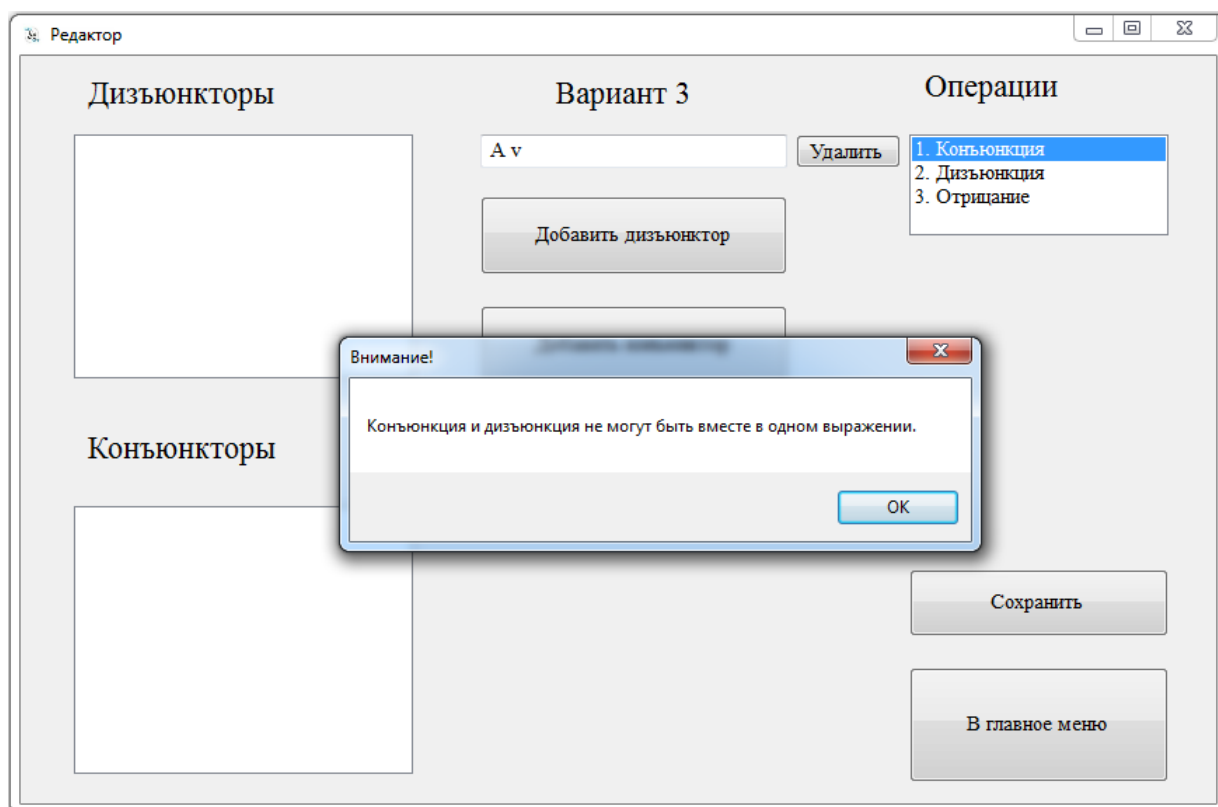 Редактор
Дизъюнкторы
Вариант 3
Операции
A v
Удалить
1. Конъюнкция
2. Дизъюнкция
3. Отрицание
Добавить дизъюнктор
Внимание!
Конъюнкция и дизъюнкция не могут быть вместе в одном выражении.
OK
Конъюнкторы
Сохранить
В главное меню